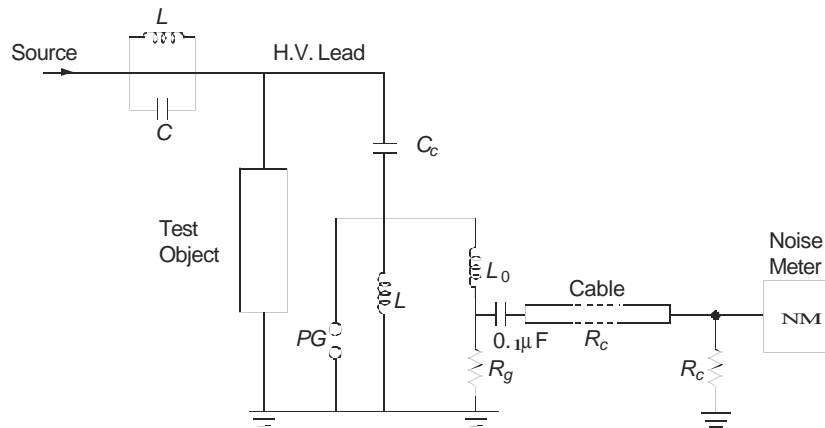 L
Source
H.V. Lead
C
C_c
Test
Object
L_0
L
Noise
Meter
Cable
NM
PG
0.1µF
R_c
R_g
R_c